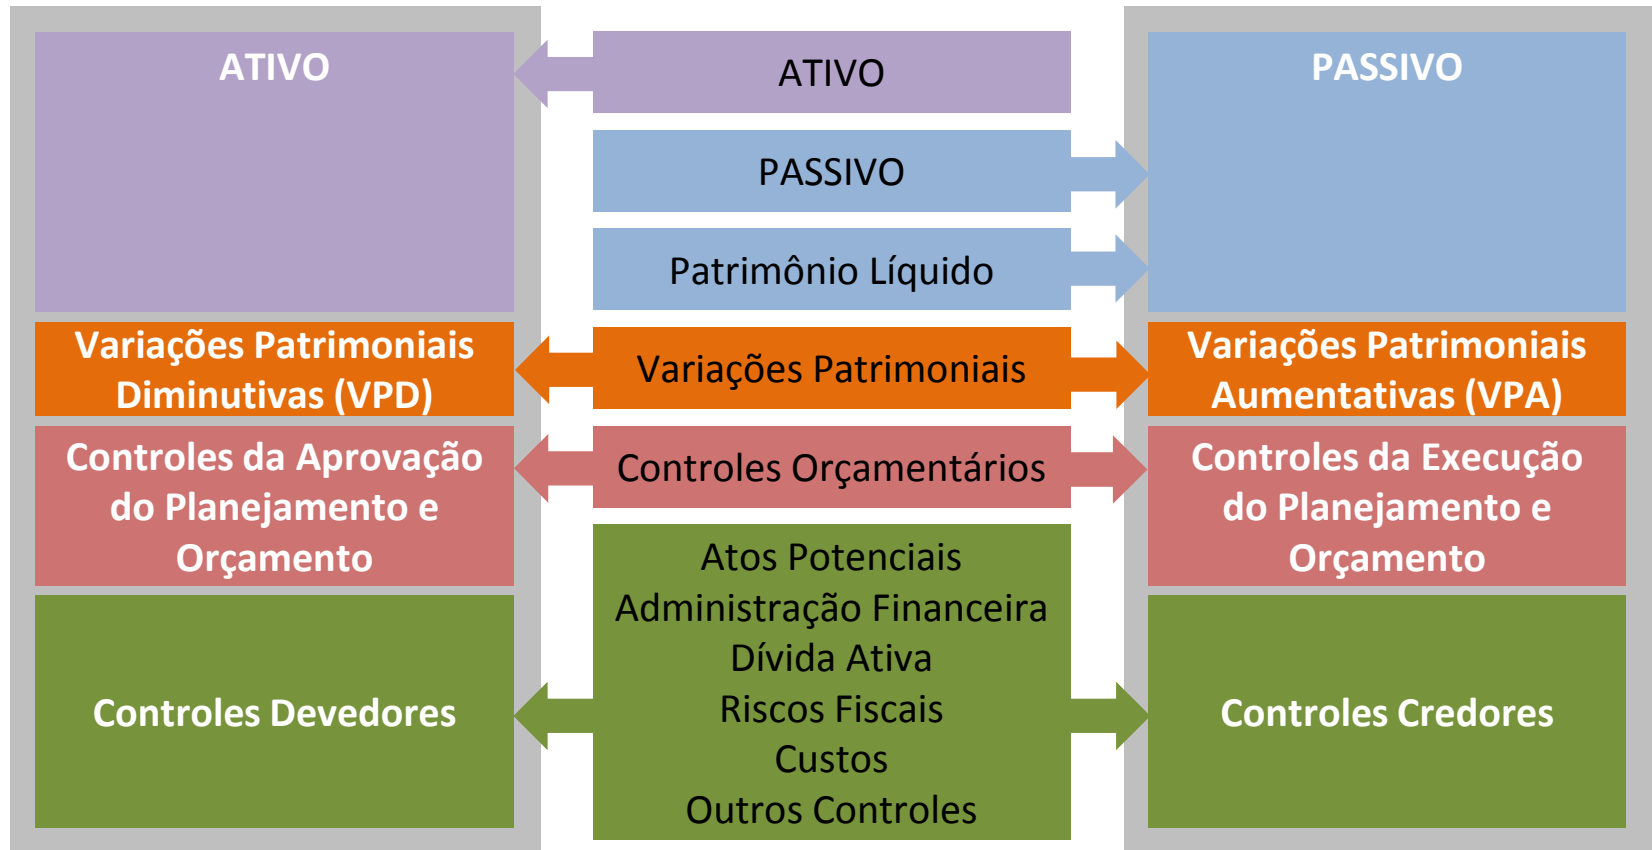 ATIVO
Variações Patrimoniais
Diminutivas (VPD)
Controles da Aprovação
do Planejamento e
Orçamento
Controles Devedores
ATIVO
PASSIVO
Patrimônio Líquido
Variações Patrimoniais
Controles Orçamentários
Atos Potenciais
Administração Financeira
Dívida Ativa
Riscos Fiscais
Custos
Outros Controles
PASSIVO
Variações Patrimoniais
Aumentativas (VPA)
Controles da Execução
do Planejamento e
Orçamento
Controles Credores